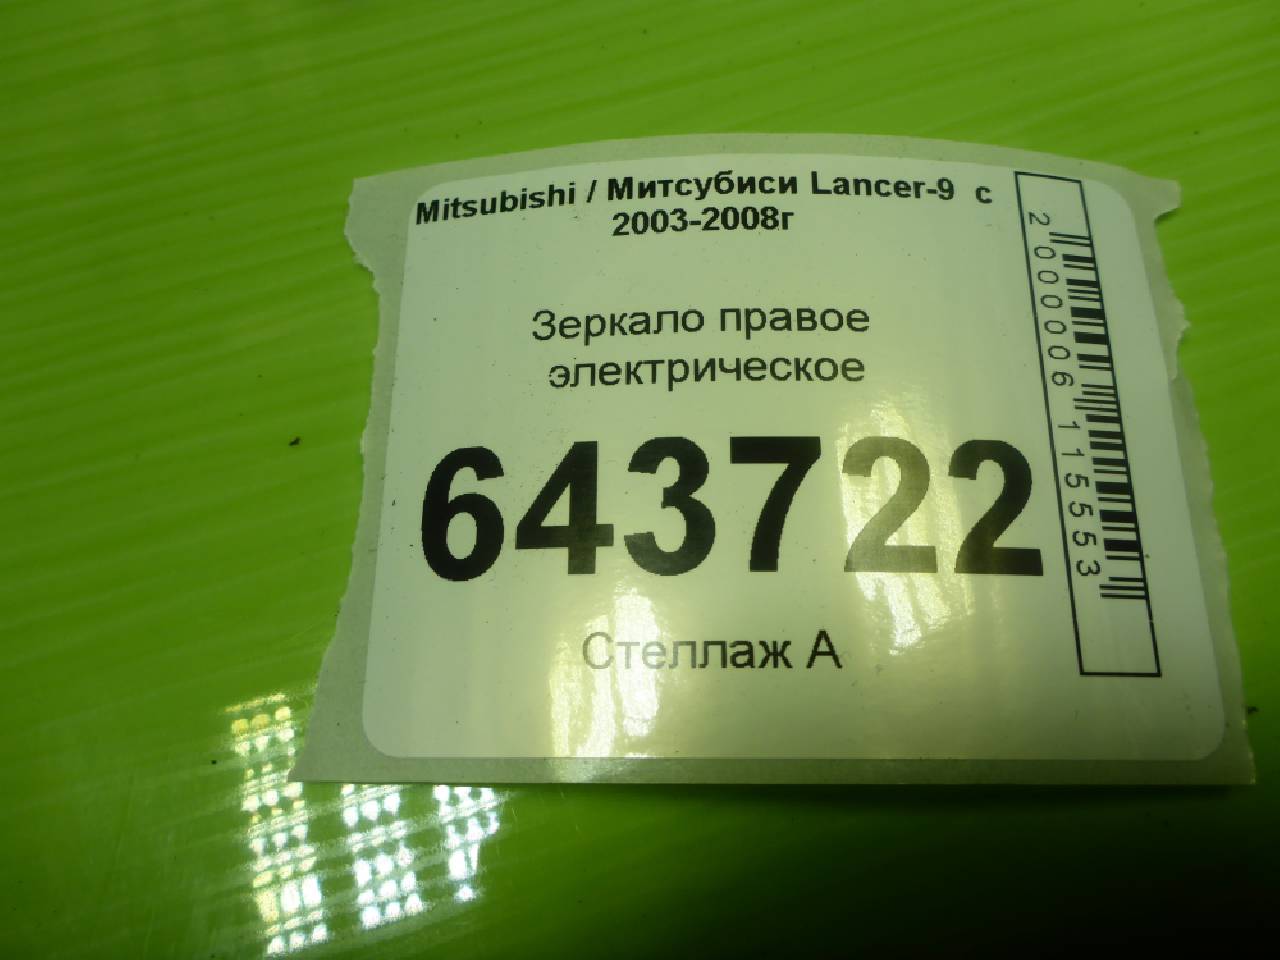 Mitsubishi / Митсубиси Lancer-9 с
2003-2008г
Зеркало правое
электрическое
643722
Стеллаж А
2000006115553